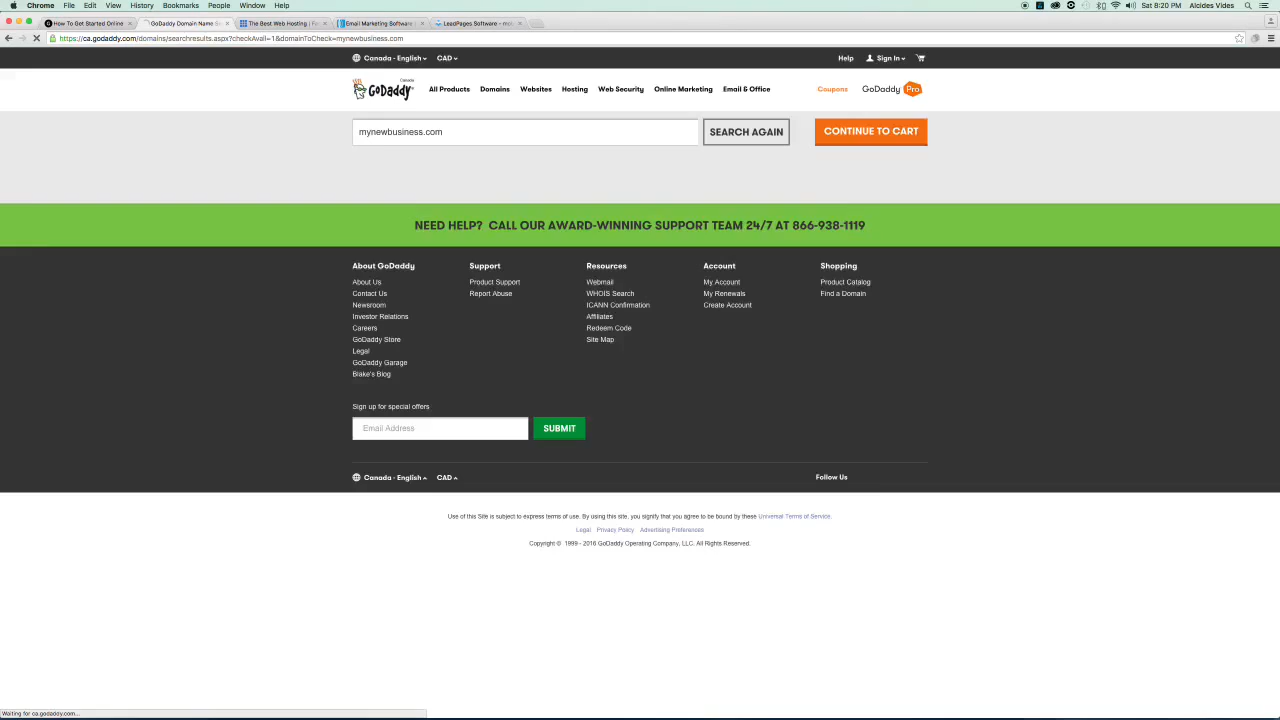 Chrome File Edit View History Bookmarks People Window Help
Sat 8:20 PM Alcides Vides
How To Get Started Online
GoDaddy Domain Name Se
The Best Web Hosting | Fa
Email Marketing Software
LeadPages Software - mob
https://ca.godaddy.com/domains/searchresults.aspx?checkAvail=1&domainToCheck=mynewbusiness.com
Canada - English CAD Help Sign In
Canada
GoDaddy All Products Domains Websites Hosting Web Security Online Marketing Email & Office Coupons GoDaddy Pro
mynewbusiness.com SEARCH AGAIN CONTINUE TO CART
NEED HELP? CALL OUR AWARD-WINNING SUPPORT TEAM 24/7 AT 866-938-1119
About GoDaddy
About Us
Contact Us
Newsroom
Investor Relations
Careers
GoDaddy Store
Legal
GoDaddy Garage
Blake's Blog
Support
Product Support
Report Abuse
Resources
Webmail
WHOIS Search
ICANN Confirmation
Affiliates
Redeem Code
Site Map
Account
My Account
My Renewals
Create Account
Shopping
Product Catalog
Find a Domain
Sign up for special offers
Email Address SUBMIT
Canada - English CAD Follow Us
Use of this Site is subject to express terms of use. By using this site, you signify that you agree to be bound by these Universal Terms of Service.
Legal Privacy Policy Advertising Preferences
Copyright © 1999 - 2016 GoDaddy Operating Company, LLC. All Rights Reserved.
Waiting for ca.godaddy.com...